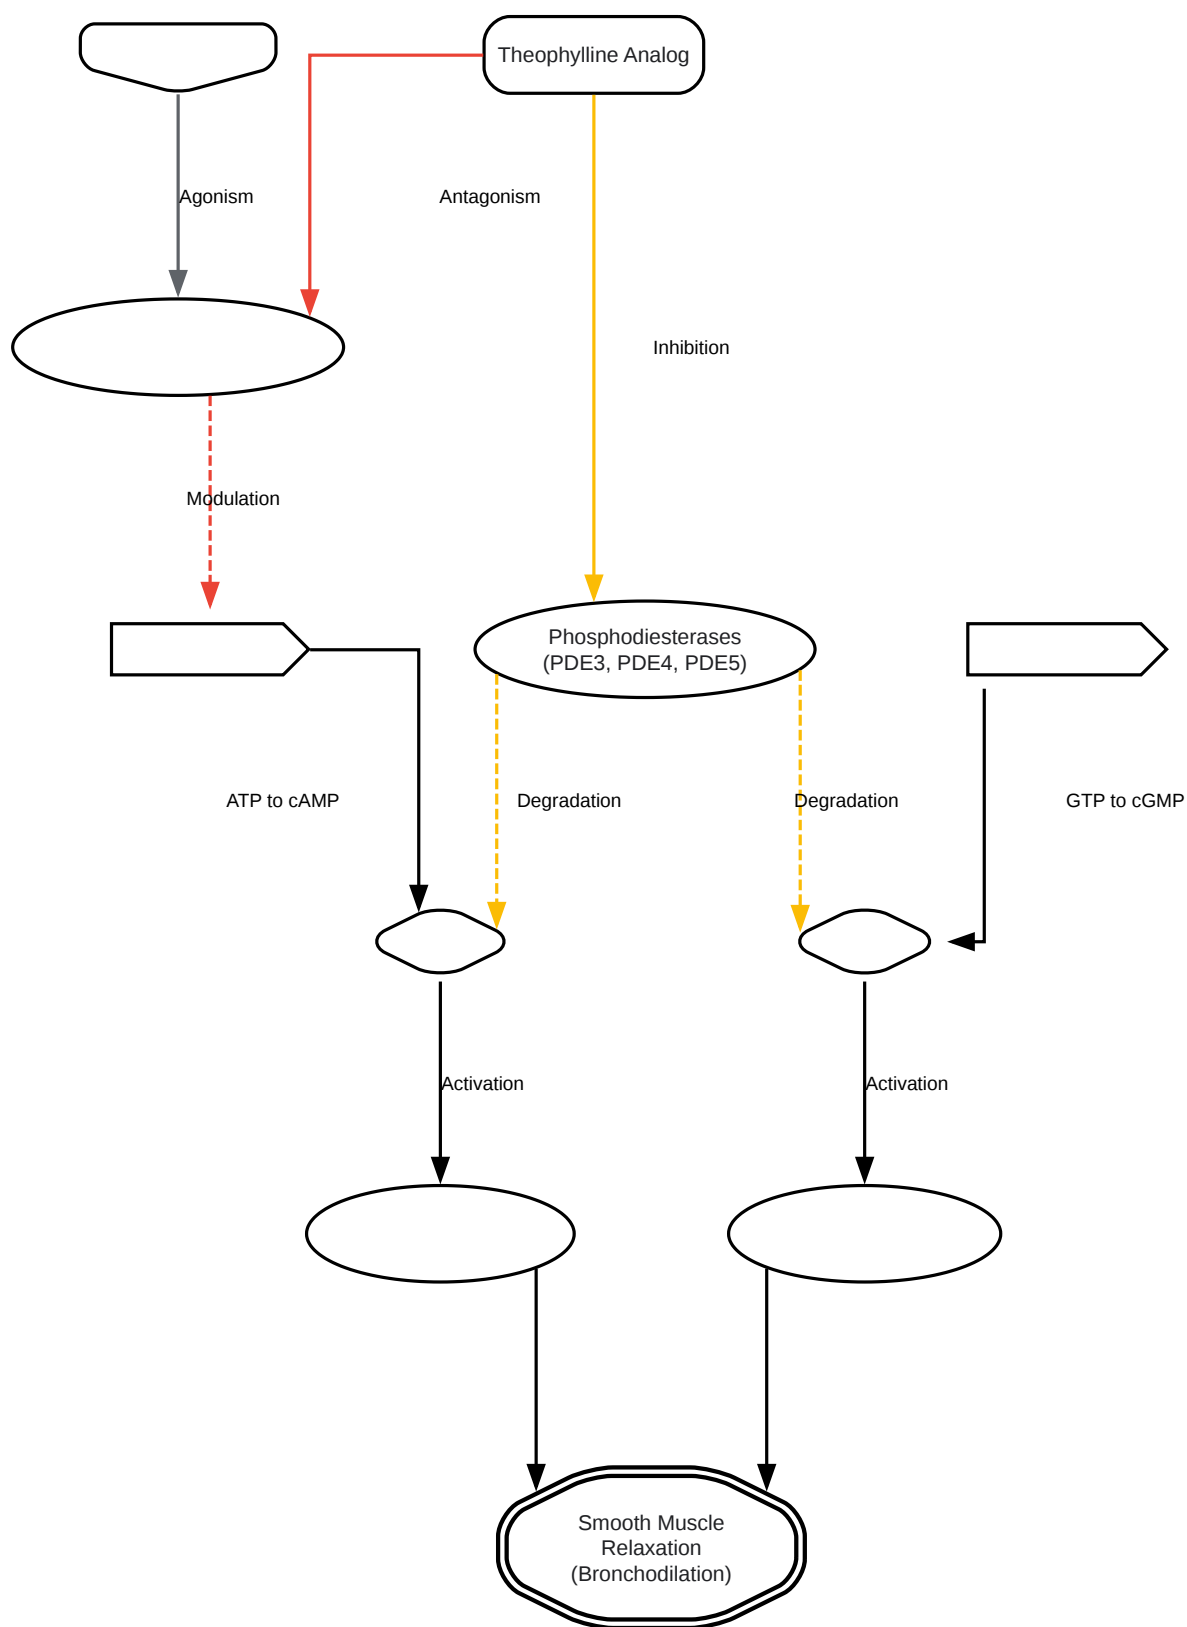 Theophylline Analog
Agonism
Antagonism
Inhibition
Modulation
Phosphodiesterases
(PDE3, PDE4, PDE5)
ATP to cAMP
Degradation
Degradation
GTP to cGMP
Activation
Activation
Smooth Muscle
Relaxation
(Bronchodilation)